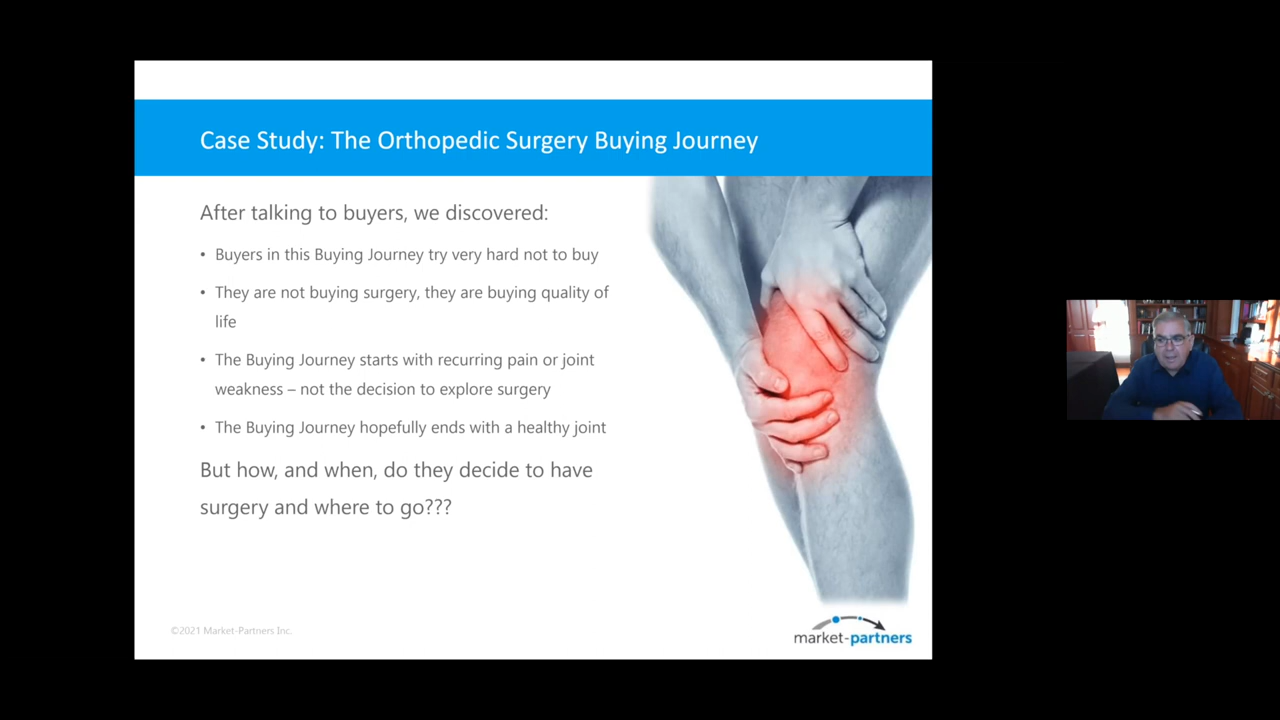 Case Study: The Orthopedic Surgery Buying Journey
After talking to buyers, we discovered:
• Buyers in this Buying Journey try very hard not to buy
• They are not buying surgery, they are buying quality of
life
• The Buying Journey starts with recurring pain or joint
weakness – not the decision to explore surgery
• The Buying Journey hopefully ends with a healthy joint
But how, and when, do they decide to have
surgery and where to go???
©2021 Market-Partners Inc.
market-partners